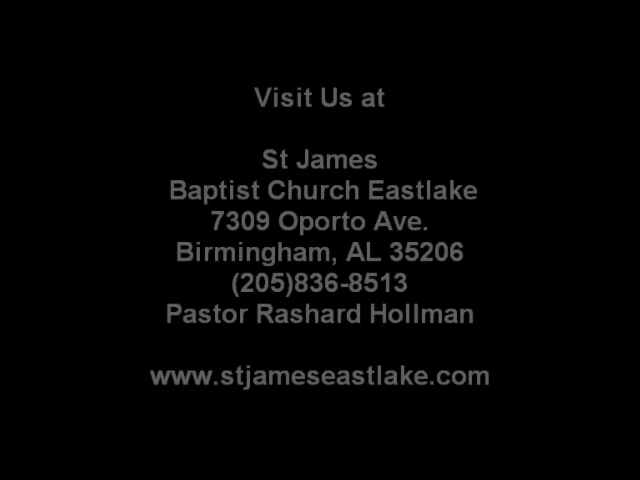 Visit Us at
St James
Baptist Church Eastlake
7309 Oporto Ave.
Birmingham, AL 35206
(205)836-8513
Pastor Rashard Hollman
www.stjameseastlake.com